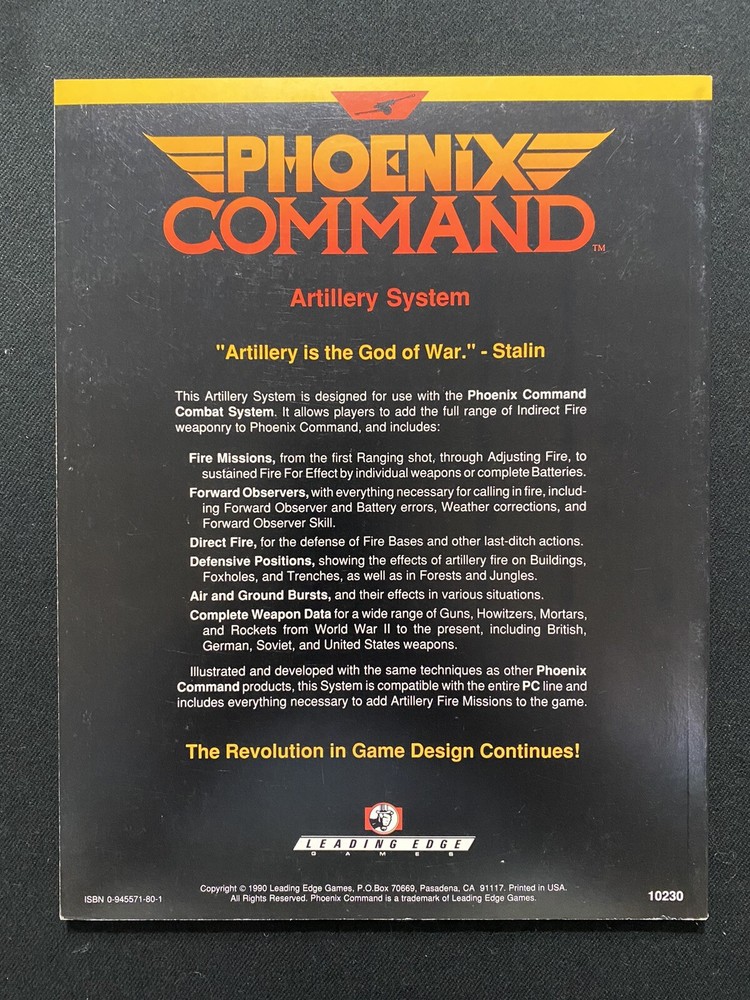 PHOENIX
COMMAND
TM
Artillery System
"Artillery is the God of War." - Stalin
This Artillery System is designed for use with the Phoenix Command
Combat System. It allows players to add the full range of Indirect Fire
weaponry to Phoenix Command, and includes:
Fire Missions, from the first Ranging shot, through Adjusting Fire, to
sustained Fire For Effect by individual weapons or complete Batteries.
Forward Observers, with everything necessary for calling in fire, includ-
ing Forward Observer and Battery errors, Weather corrections, and
Forward Observer Skill.
Direct Fire, for the defense of Fire Bases and other last-ditch actions.
Defensive Positions, showing the effects of artillery fire on Buildings,
Foxholes, and Trenches, as well as in Forests and Jungles.
Air and Ground Bursts, and their effects in various situations.
Complete Weapon Data for a wide range of Guns, Howitzers, Mortars,
and Rockets from World War II to the present, including British,
German, Soviet, and United States weapons.
Illustrated and developed with the same techniques as other Phoenix
Command products, this System is compatible with the entire PC line and
includes everything necessary to add Artillery Fire Missions to the game.
The Revolution in Game Design Continues!
LEADING EDGE
GAMES
Copyright © 1990 Leading Edge Games, P.O.Box 70669, Pasadena, CA 91117. Printed in USA.
All Rights Reserved. Phoenix Command is a trademark of Leading Edge Games.
ISBN 0-945571-80-1
10230